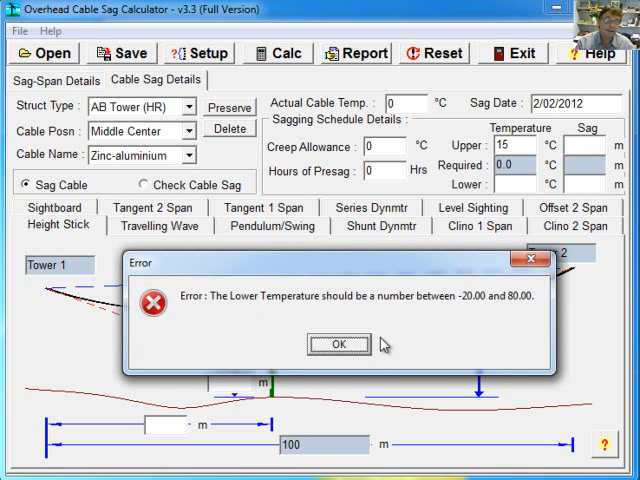 Overhead Cable Sag Calculator - v3.3 (Full Version)
File Help
Open Save Setup Calc Report Reset Exit Help
Sag-Span Details Cable Sag Details
Struct Type : AB Tower (HR) Preserve
Cable Posn : Middle Center Delete
Cable Name : Zinc-aluminium
Sag Cable Check Cable Sag
Actual Cable Temp. : 0 °C Sag Date : 2/02/2012
Sagging Schedule Details :
Temperature Sag
Creep Allowance : 0 °C Upper : 15 °C m
Required : 0.0 °C m
Hours of Presag : 0 Hrs Lower : °C m
Sightboard Tangent 2 Span Tangent 1 Span Series Dynmtr Level Sighting Offset 2 Span
Height Stick Travelling Wave Pendulum/Swing Shunt Dynmtr Clino 1 Span Clino 2 Span
Tower 1 2
Error
Error : The Lower Temperature should be a number between -20.00 and 80.00.
OK
m
m
100 m ?